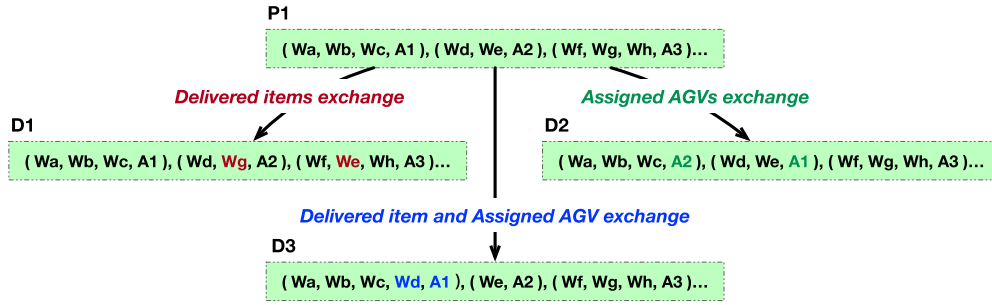 P1
( Wa, Wb, Wc, A1 ), ( Wd, We, A2 ), ( Wf, Wg, Wh, A3 )...
Delivered items exchange
Assigned AGVs exchange
D1
D2
( Wa, Wb, Wc, A1 ), ( Wd, Wg, A2 ), ( Wf, We, Wh, A3 )...
( Wa, Wb, Wc, A2 ), ( Wd, We, A1 ), ( Wf, Wg, Wh, A3 )...
Delivered item and Assigned AGV exchange
D3
( Wa, Wb, Wc, Wd, A1 ), ( We, A2 ), ( Wf, Wg, Wh, A3 )...